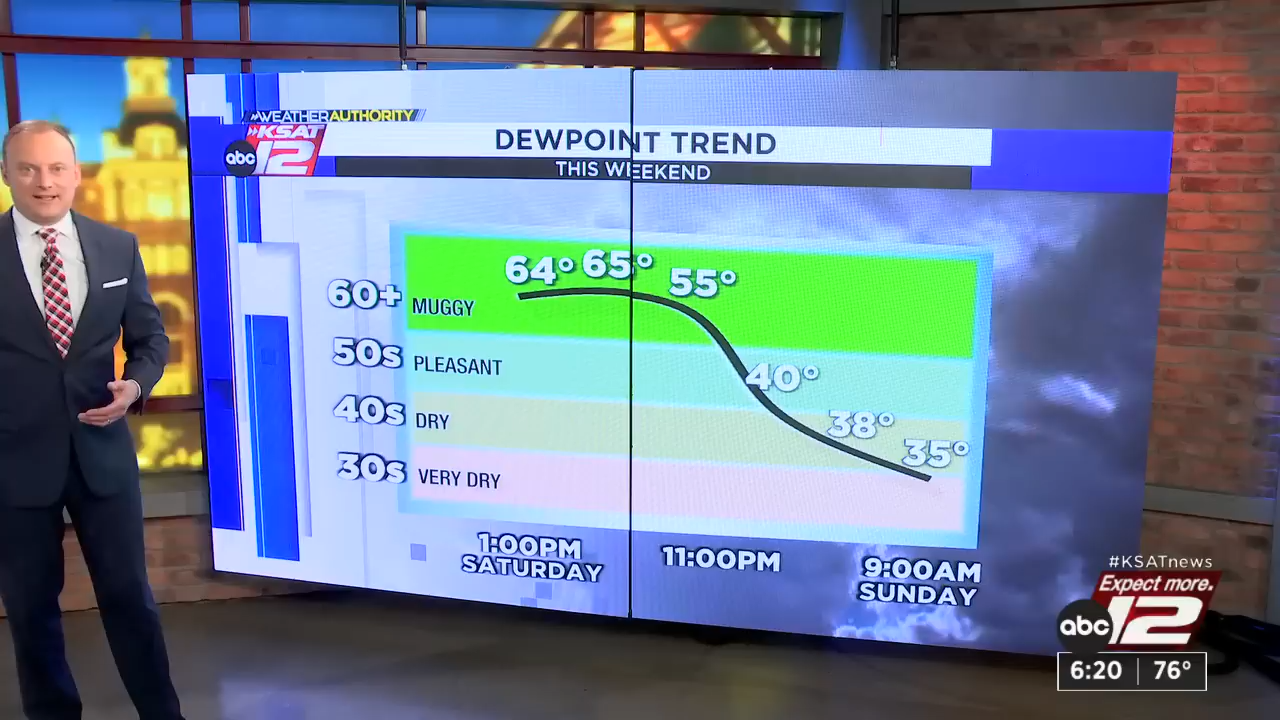 WEATHERAUTHORITY
KSAT
abc 12
DEWPOINT TREND
THIS WEEKEND
64° 65° 55°
60+ MUGGY
50s PLEASANT
40°
40s DRY
38°
35°
30s VERY DRY
1:00PM
SATURDAY
11:00PM
9:00AM
SUNDAY
#KSATnews
Expect more.
abc 12
6:20 76°